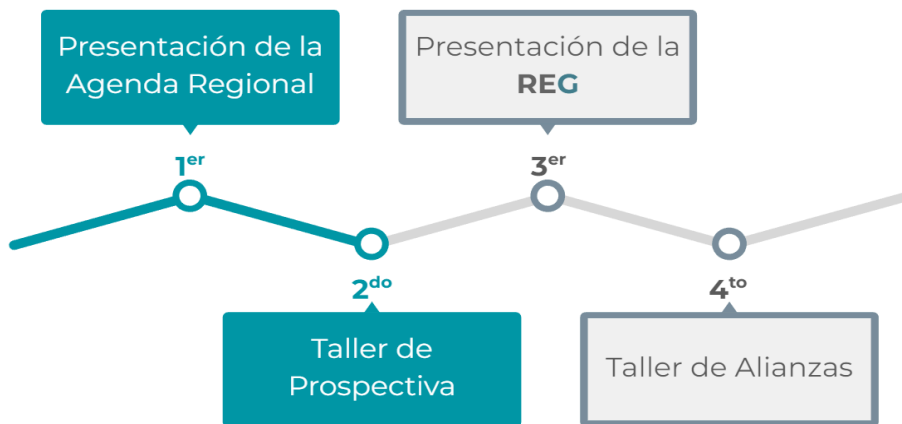 Presentación de la
Agenda Regional
1er
2do
Taller de
Prospectiva
Presentación de la
REG
3er
4to
Taller de Alianzas